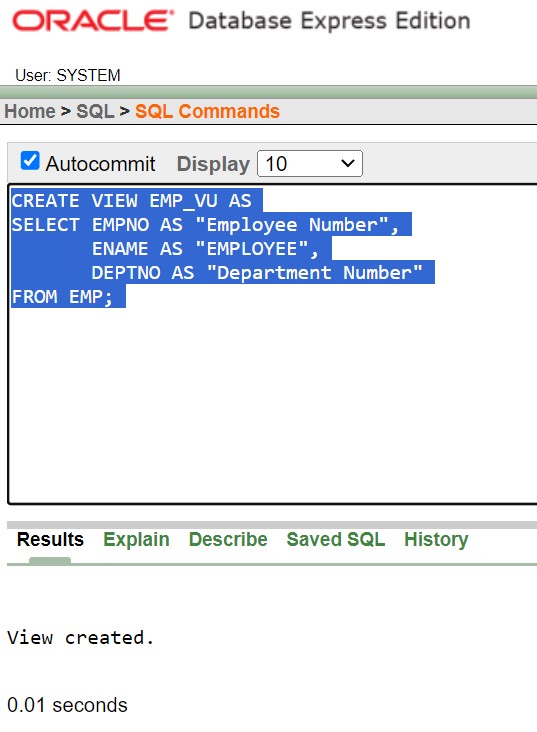 ORACLE Database Express Edition
User: SYSTEM
Home > SQL > SQL Commands
Autocommit Display 10
CREATE VIEW EMP_VU AS
SELECT EMPNO AS "Employee Number",
       ENAME AS "EMPLOYEE",
       DEPTNO AS "Department Number"
FROM EMP;
Results Explain Describe Saved SQL History
View created.
0.01 seconds